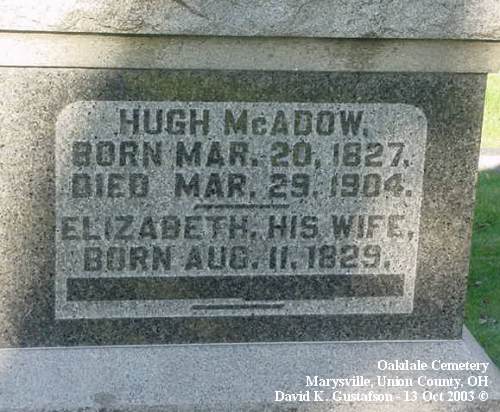 HUGH McADOW,
BORN MAR. 20, 1827.
DIED MAR. 29, 1904.
ELIZABETH, HIS WIFE,
BORN AUG. 11, 1829.
Oakdale Cemetery
Marysville, Union County, OH
David K. Gustafson - 13 Oct 2003 ©